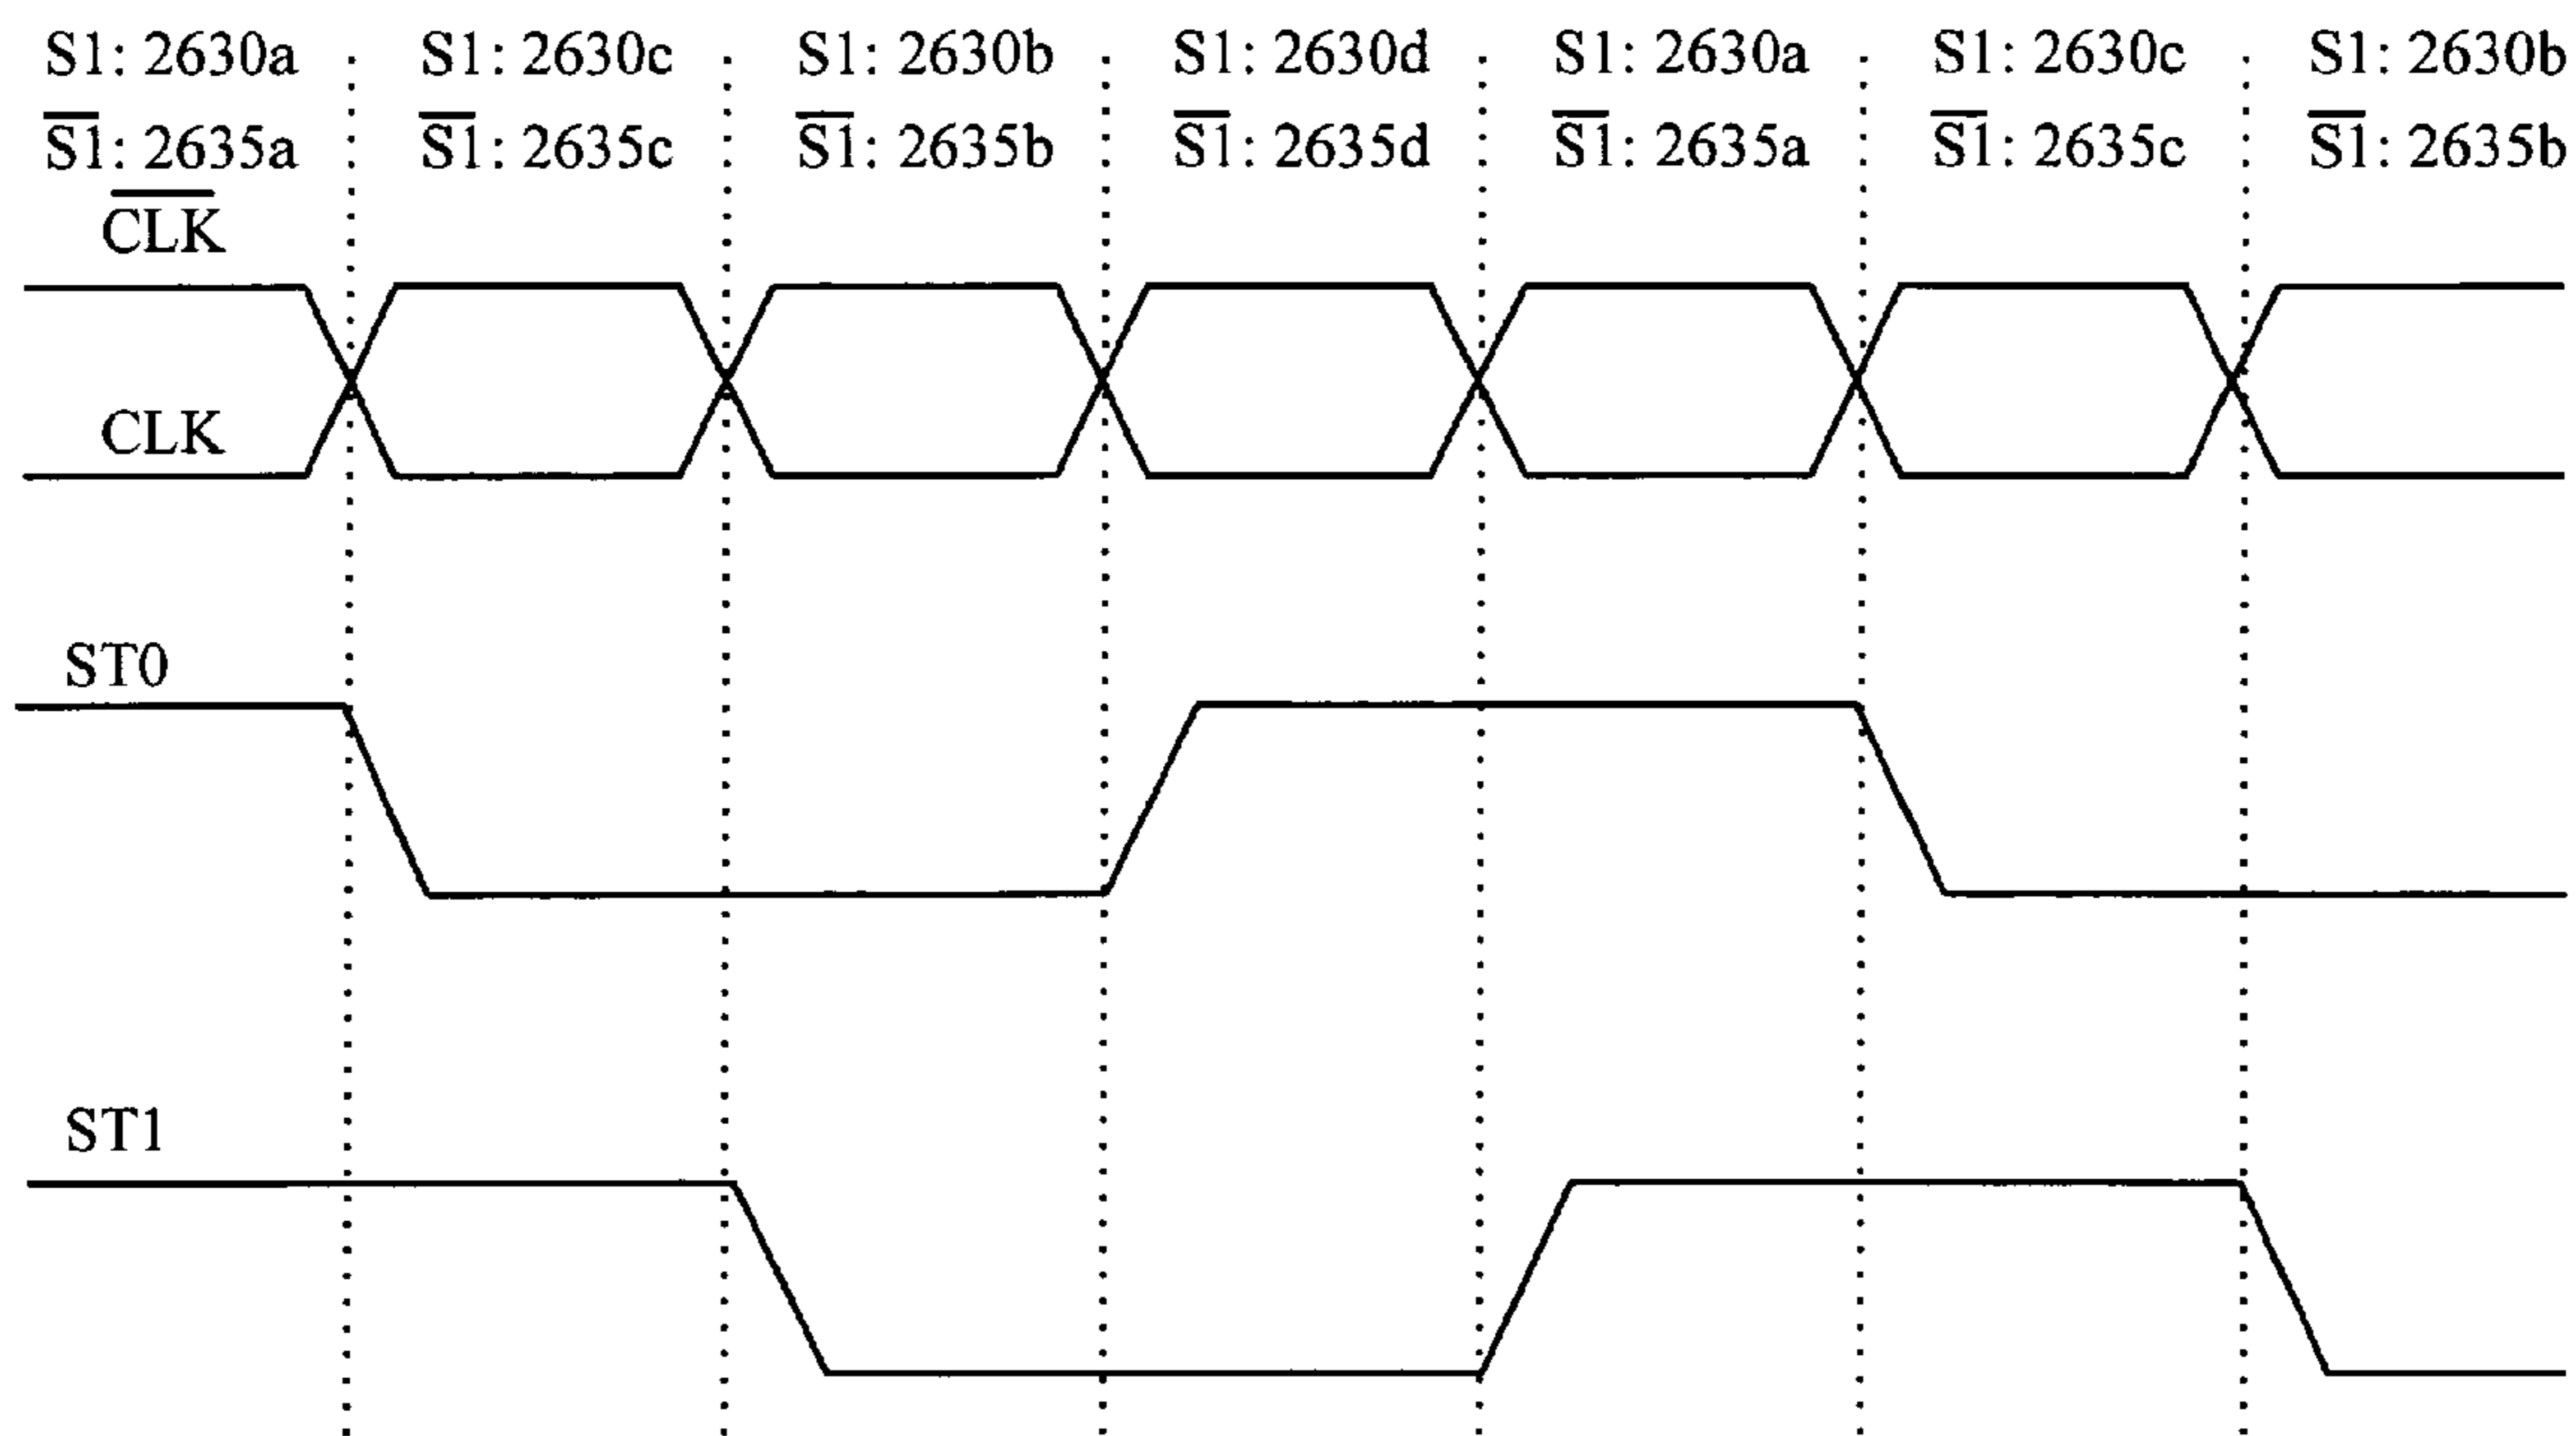 S1: 2630a S1: 2630c S1: 2630b S1: 2630d S1: 2630a S1: 2630c S1: 2630b
S̅1̅: 2635a S̅1̅: 2635c S̅1̅: 2635b S̅1̅: 2635d S̅1̅: 2635a S̅1̅: 2635c S̅1̅: 2635b
C̅L̅K̅
CLK
ST0
ST1